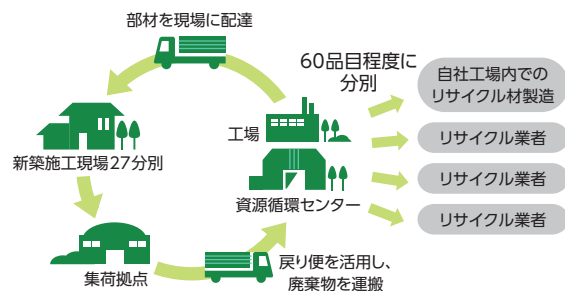 部材を現場に配達
60品目程度に
分別
自社工場内での
リサイクル材製造
工場
リサイクル業者
新築施工現場27分別
リサイクル業者
資源循環センター
リサイクル業者
集荷拠点
戻り便を活用し、
廃棄物を運搬